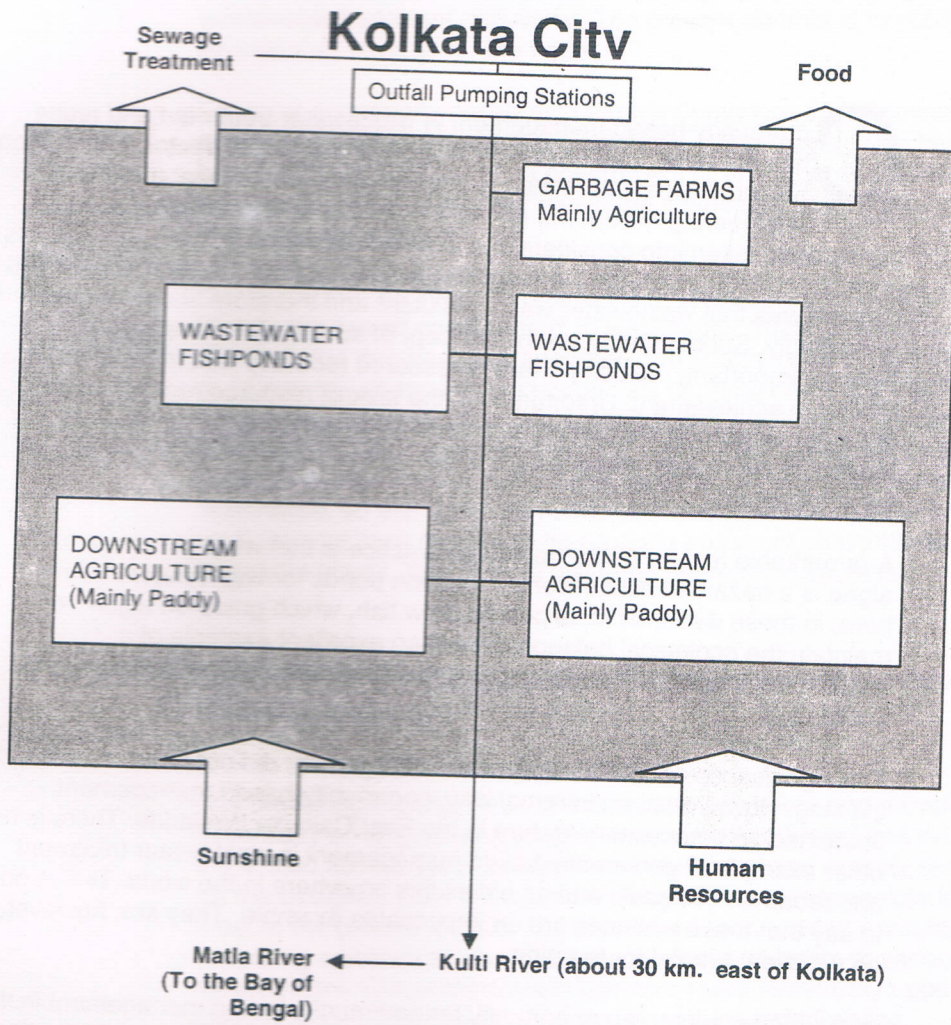 Kolkata City
Sewage
Treatment
Outfall Pumping Stations
Food
GARBAGE FARMS
Mainly Agriculture
WASTEWATER
FISHPONDS
WASTEWATER
FISHPONDS
DOWNSTREAM
AGRICULTURE
(Mainly Paddy)
DOWNSTREAM
AGRICULTURE
(Mainly Paddy)
Sunshine
Human
Resources
Matla River
(To the Bay of
Bengal)
Kulti River (about 30 km. east of Kolkata)